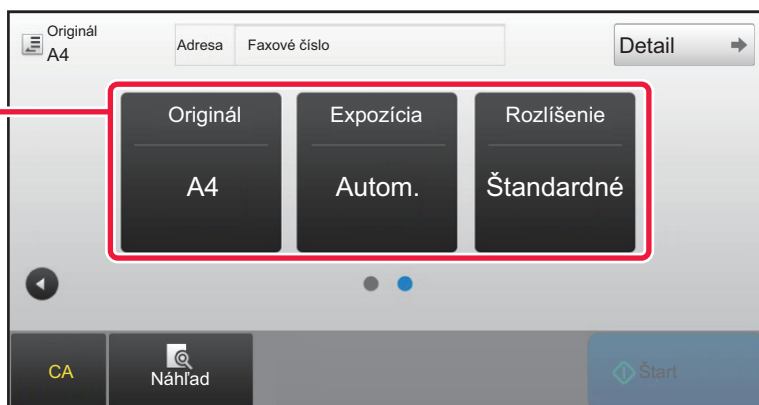 Originál
A4
Adresa
Faxové číslo
Detail
Originál
A4
Expozícia
Autom.
Rozlíšenie
Štandardné
CA
Náhľad
Štart